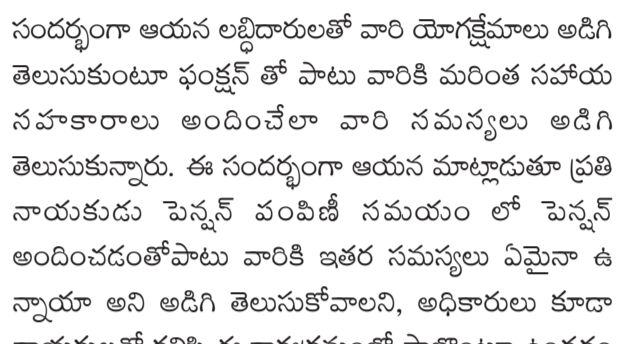 సందర్భంగా ఆయన లబ్ధిదారులతో వారి యోగక్షేమాలు అడిగి
తెలుసుకుంటూ ఫంక్షన్ తో పాటు వారికి మరింత సహాయ
సహకారాలు అందించేలా వారి సమస్యలు అడిగి
తెలుసుకున్నారు. ఈ సందర్భంగా ఆయన మాట్లాడుతూ ప్రతి
నాయకుడు పెన్షన్ పంపిణీ సమయం లో పెన్షన్
అందించడంతోపాటు వారికి ఇతర సమస్యలు ఏమైనా ఉ
న్నాయా అని అడిగి తెలుసుకోవాలని, అధికారులు కూడా